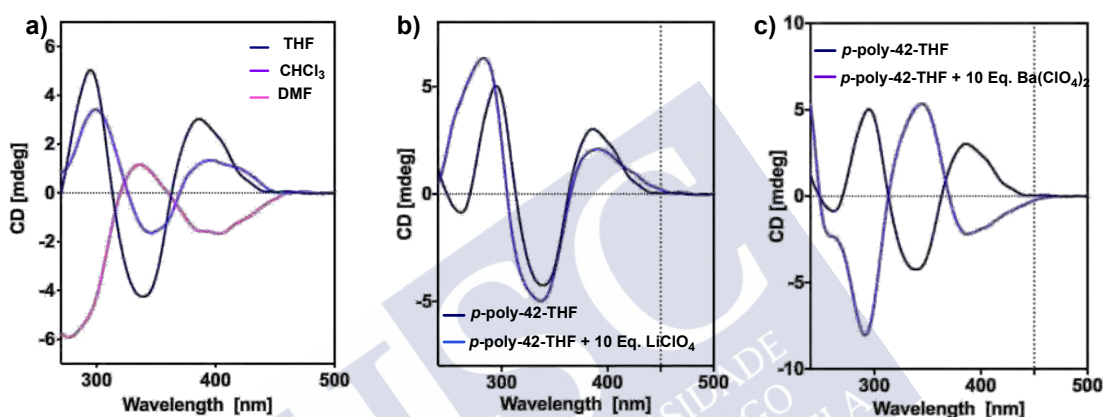 a)
6
4
2
0
-2
-4
-6
CD [mdeg]
THF
CHCl₃
DMF
300
400
500
Wavelength [nm]
b)
5
0
-5
CD [mdeg]
p-poly-42-THF
p-poly-42-THF + 10 Eq. LiClO₄
300
400
500
Wavelength [nm]
c)
10
5
0
-5
-10
CD [mdeg]
p-poly-42-THF
p-poly-42-THF + 10 Eq. Ba(ClO₄)₂
300
400
500
Wavelength [nm]
USC